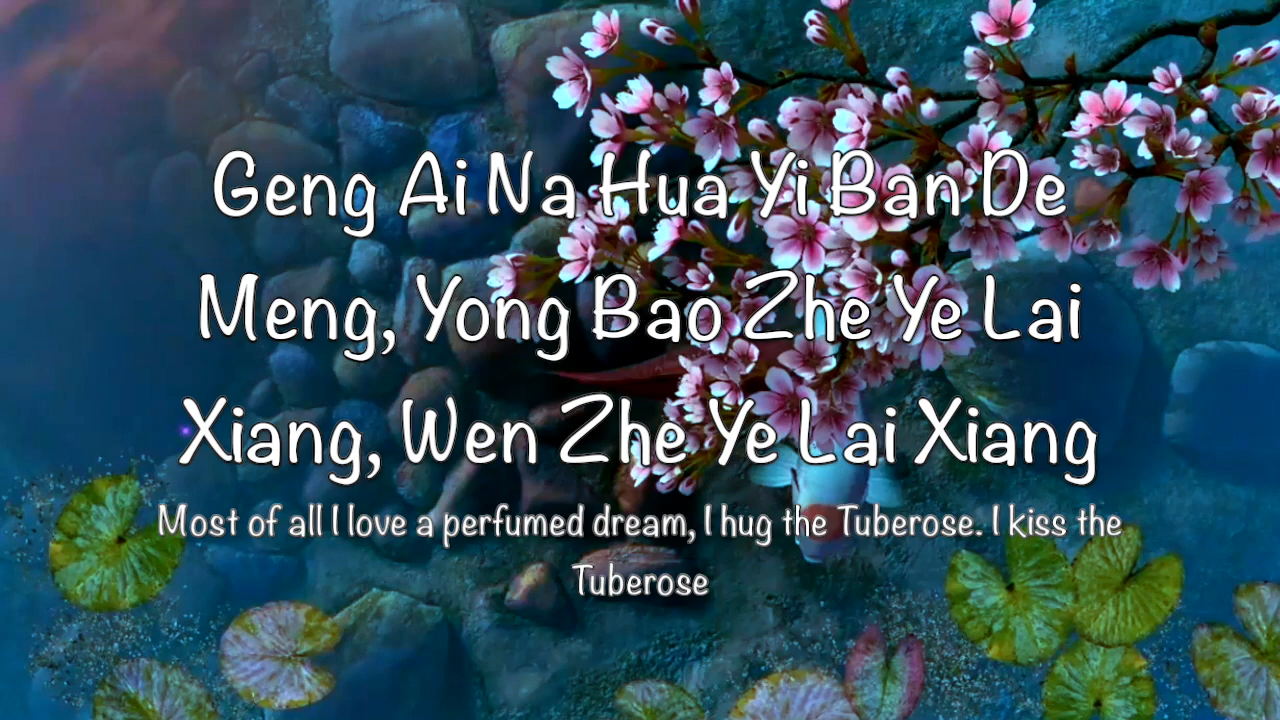 Geng Ai Na Hua Yi Ban De
Meng, Yong Bao Zhe Ye Lai
Xiang, Wen Zhe Ye Lai Xiang
Most of all I love a perfumed dream, I hug the Tuberose. I kiss the
Tuberose